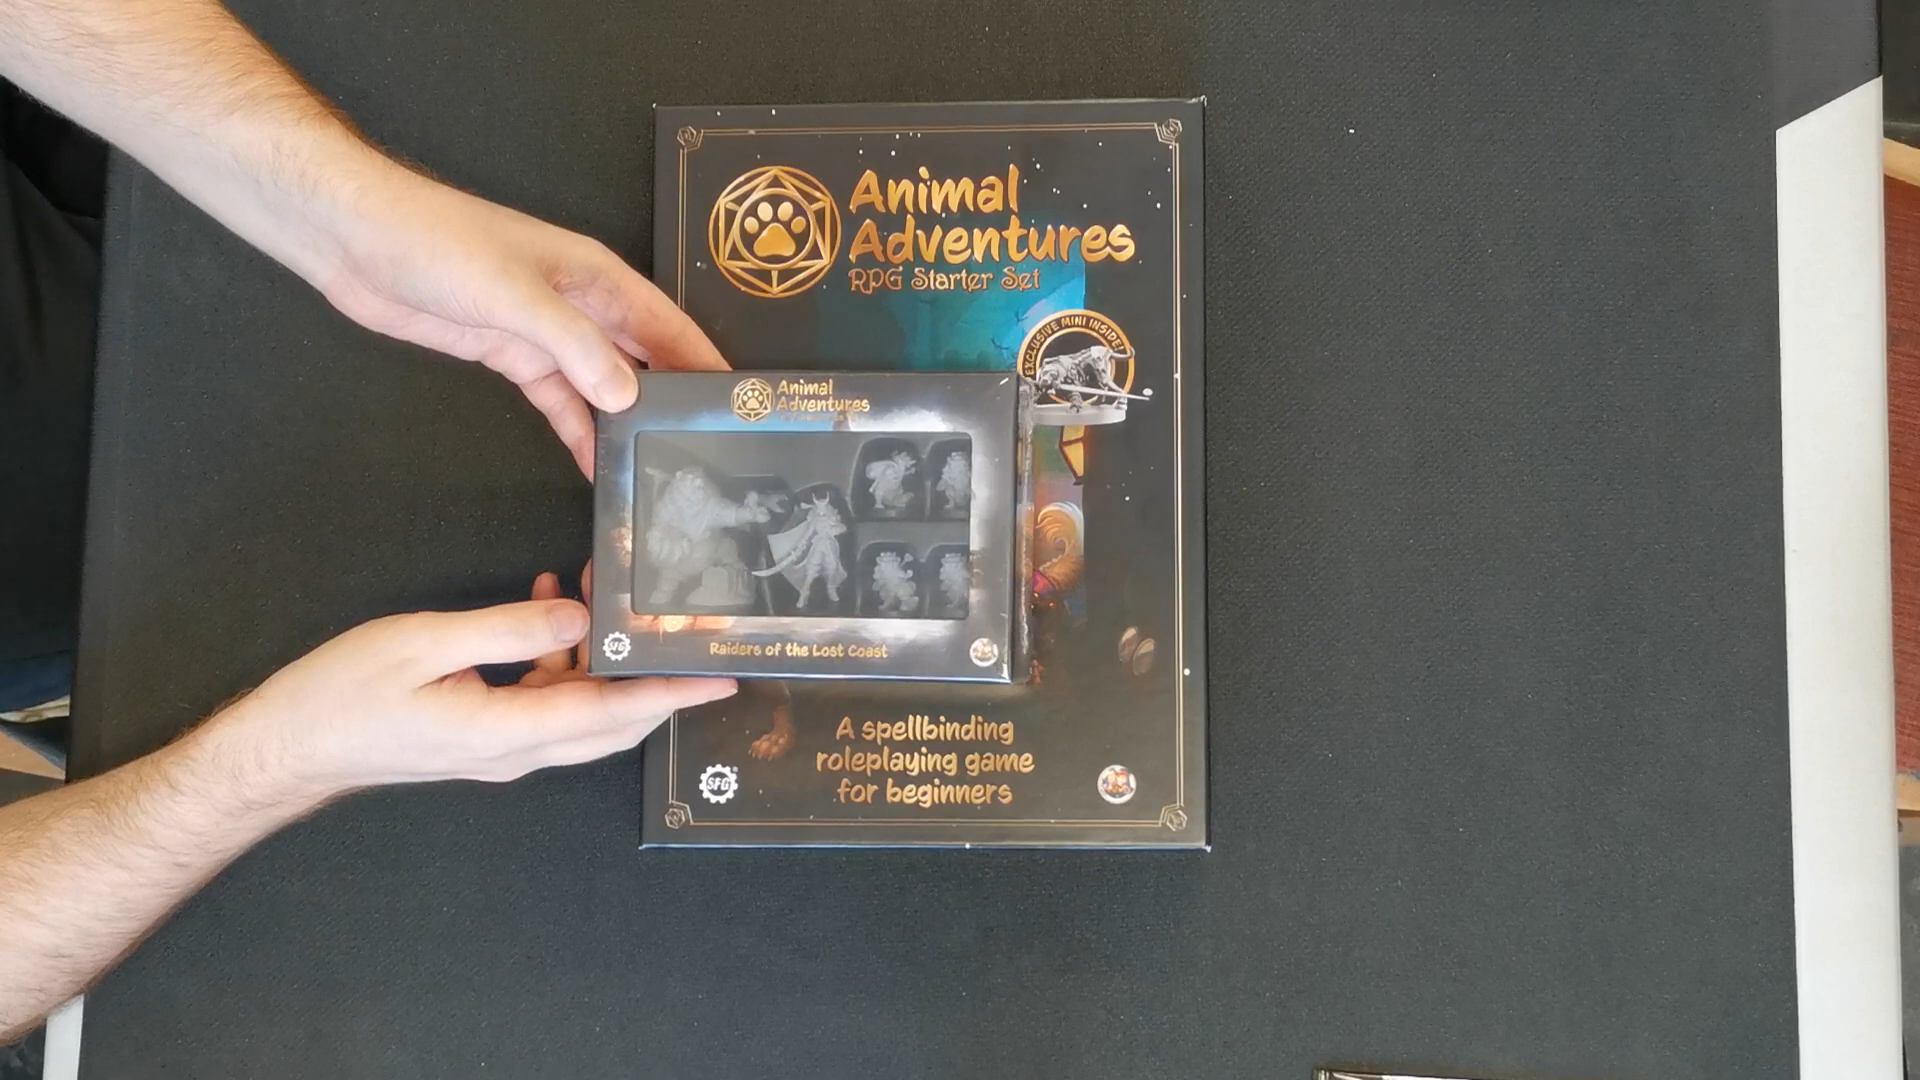 Animal
Adventures
RPG Starter Set
EXCLUSIVE MINI INSIDE!
Animal
Adventures
SFG
Raiders of the Lost Coast
A spellbinding
roleplaying game
for beginners
SFG